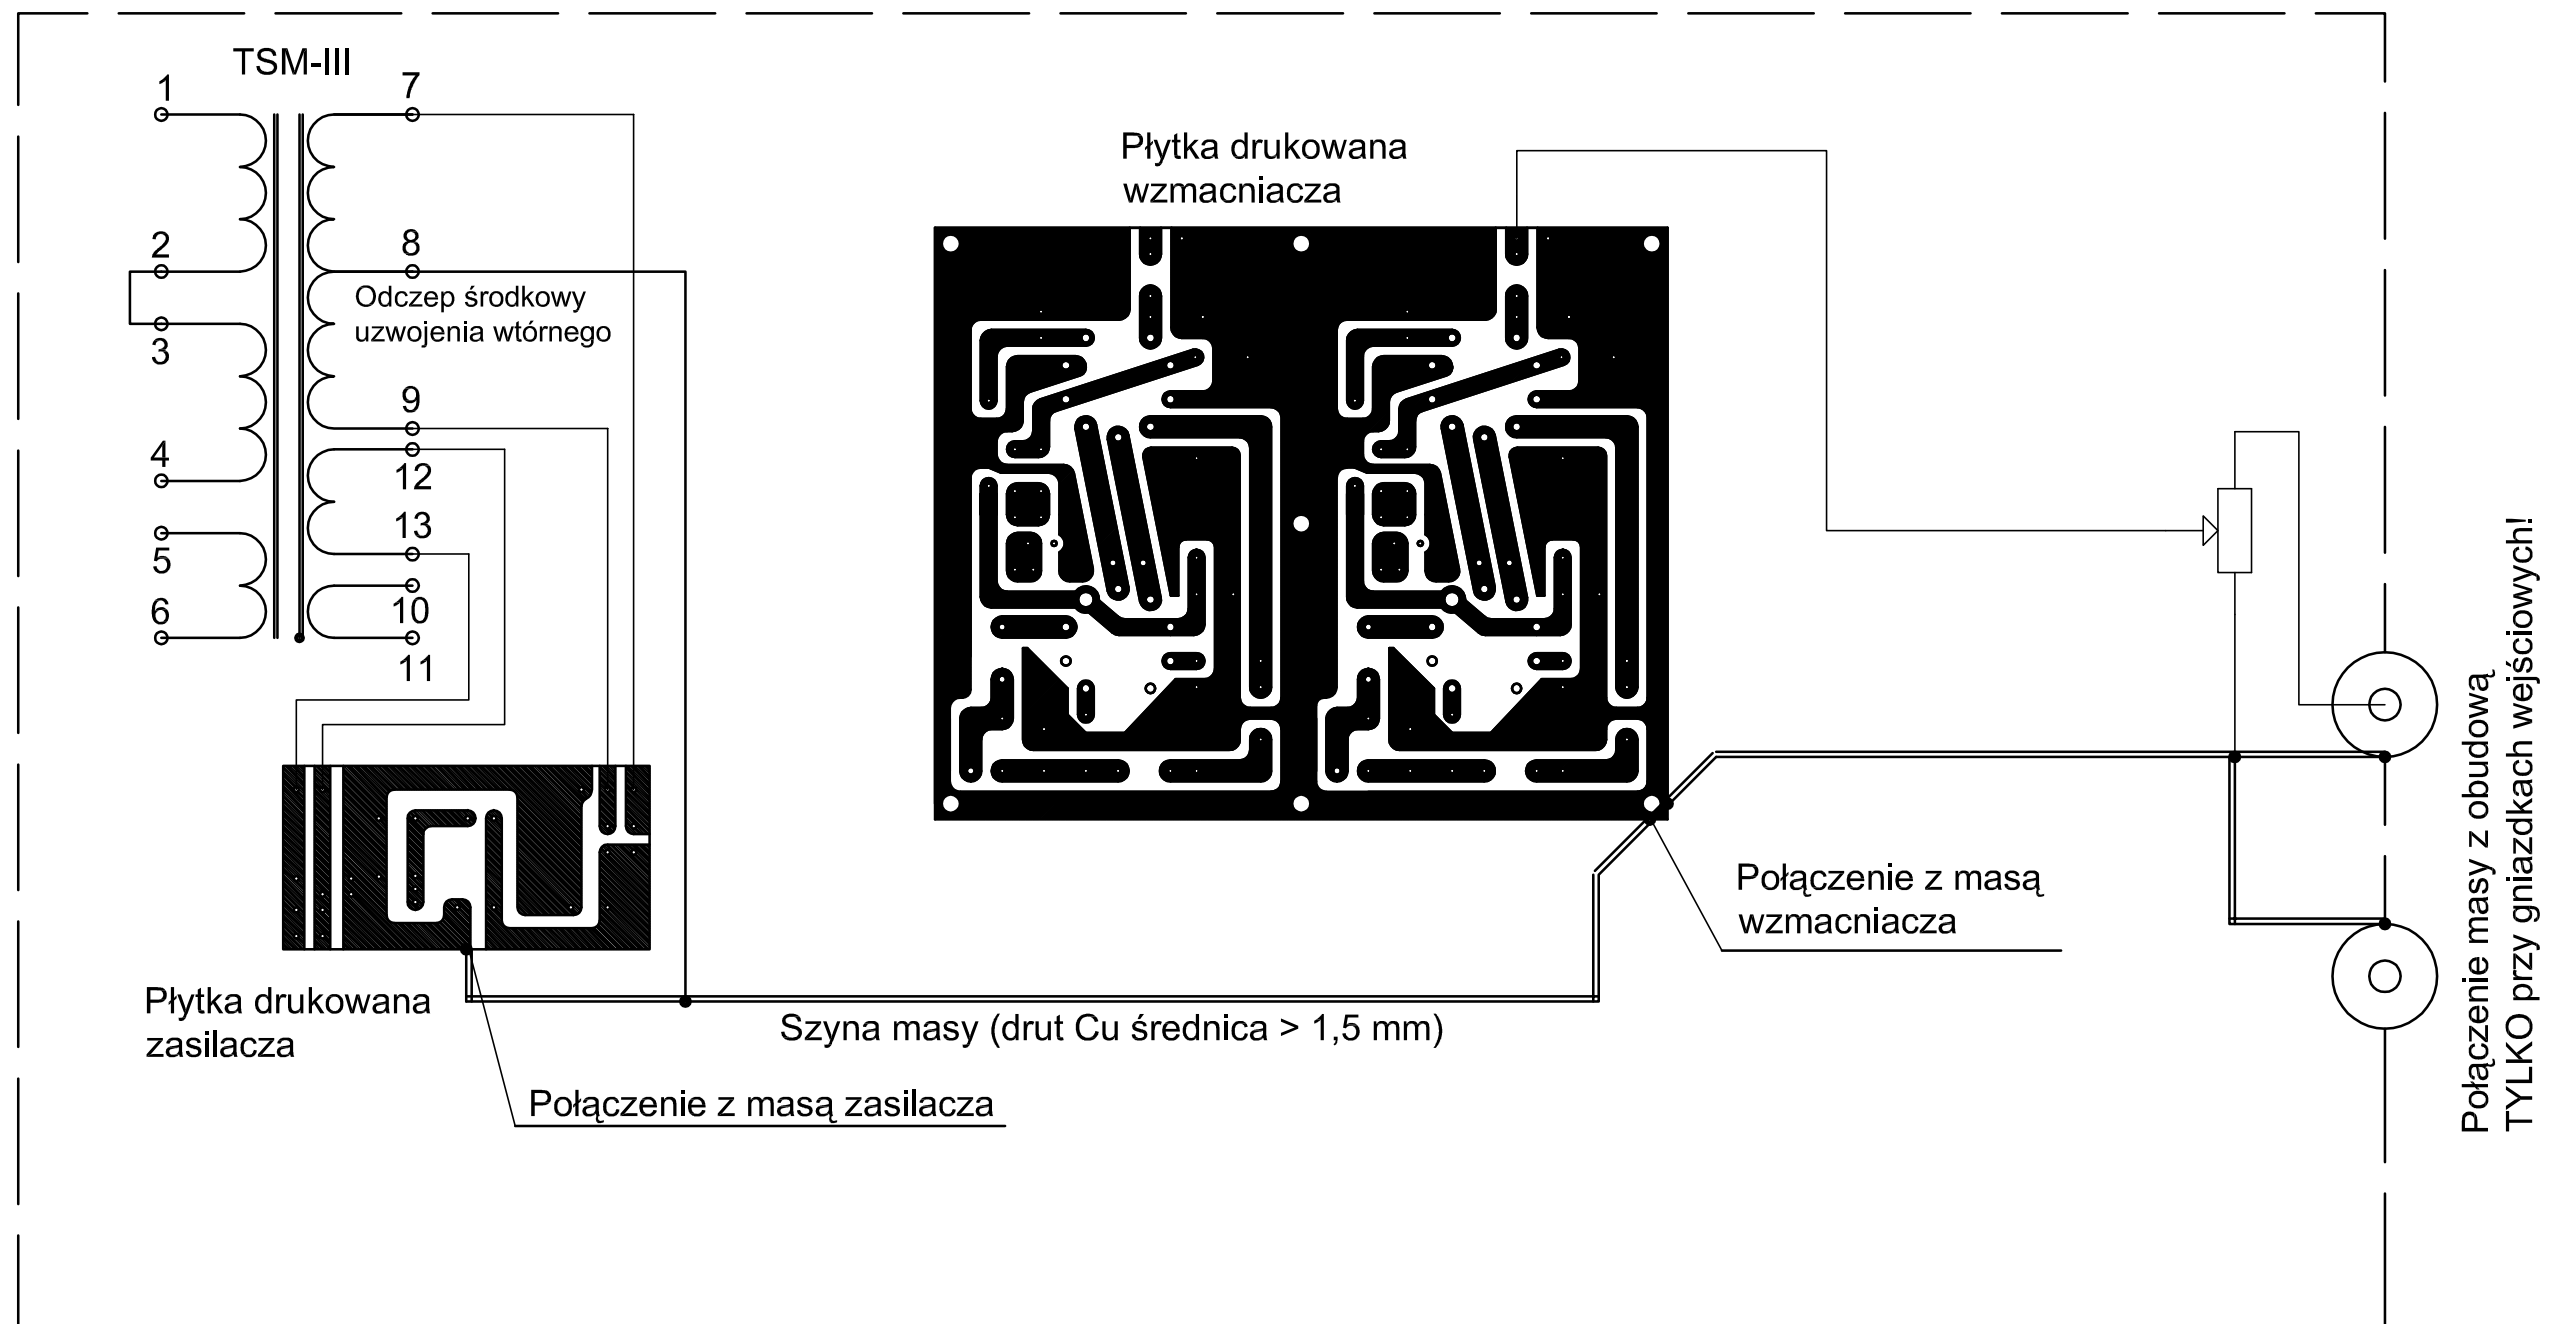 TSM-III
1
7
2
8
Odczep środkowy
uzwojenia wtórnego
3
9
4
12
13
5
10
6
11
Płytka drukowana
wzmacniacza
Płytka drukowana
zasilacza
Szyna masy (drut Cu średnica > 1,5 mm)
Połączenie z masą zasilacza
Połączenie z masą
wzmacniacza
Połączenie masy z obudową
TYLKO przy gniazdkach wejściowych!